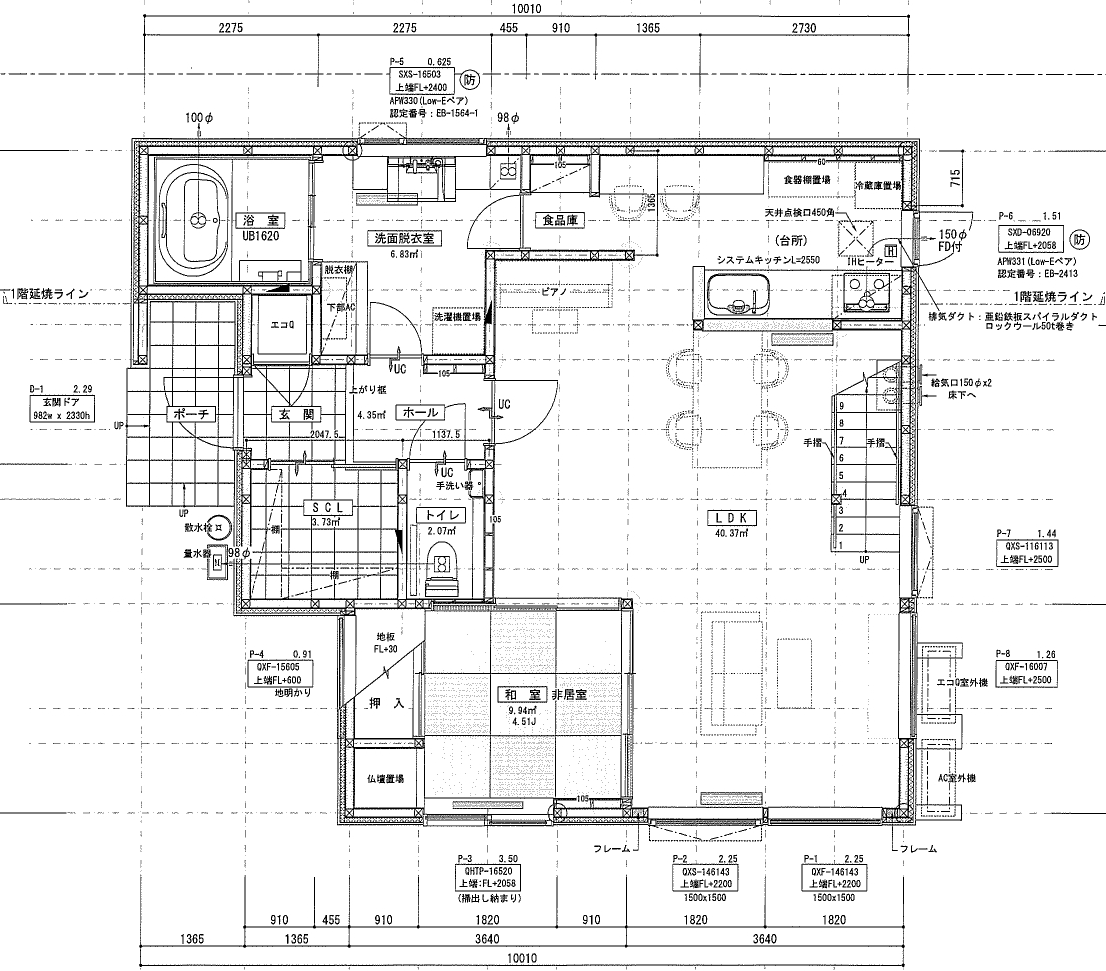 10010
2275
2275
455
910
1365
2730
P-5 0.625
SXS-16503
上端FL+2400
防
APW330(Low-Eペア)
認定番号：EB-1564-1
100φ
98φ
105
60
食器棚置場
冷蔵庫置場
715
1365
天井点検口450角
浴 室
UB1620
洗面脱衣室
6.83㎡
食品庫
(台所)
150φ
FD付
H
IHヒーター
システムキッチンL=2550
P-6 1.51
SXD-06920
上端FL+2058
防
APW331(Low-Eペア)
認定番号：EB-2413
脱衣棚
下部AC
ピアノ
1階延焼ライン
1階延焼ライン
エコQ
洗濯機置場
排気ダクト：亜鉛鉄板スパイラルダクト
ロックウール50t巻き
UC
105
上がり框
給気口150φx2
床下へ
D-1 2.29
玄関ドア
982w x 2330h
ポーチ
玄 関
4.35㎡
ホール
UC
UP
2047.5
1137.5
9
8
7
6
5
4
3
2
1
手摺
手摺
UP
UC
手洗い器
UP
SCL
3.73㎡
トイレ
2.07㎡
105
LDK
40.37㎡
散水栓
量水器
M
98φ
棚
棚
P-7 1.44
QXS-116113
上端FL+2500
地板
FL+30
P-4 0.91
QXF-15605
上端FL+600
地明かり
押 入
和 室
非居室
9.94㎡
4.51J
P-8 1.26
QXF-16007
上端FL+2500
エコQ室外機
仏壇置場
AC室外機
105
フレーム
フレーム
P-3 3.50
QHTP-16520
上端:FL+2058
(掃出し納まり)
P-2 2.25
QXS-146143
上端FL+2200
1500x1500
P-1 2.25
QXF-146143
上端FL+2200
1500x1500
910
455
910
1820
910
1820
1820
1365
1365
3640
3640
10010